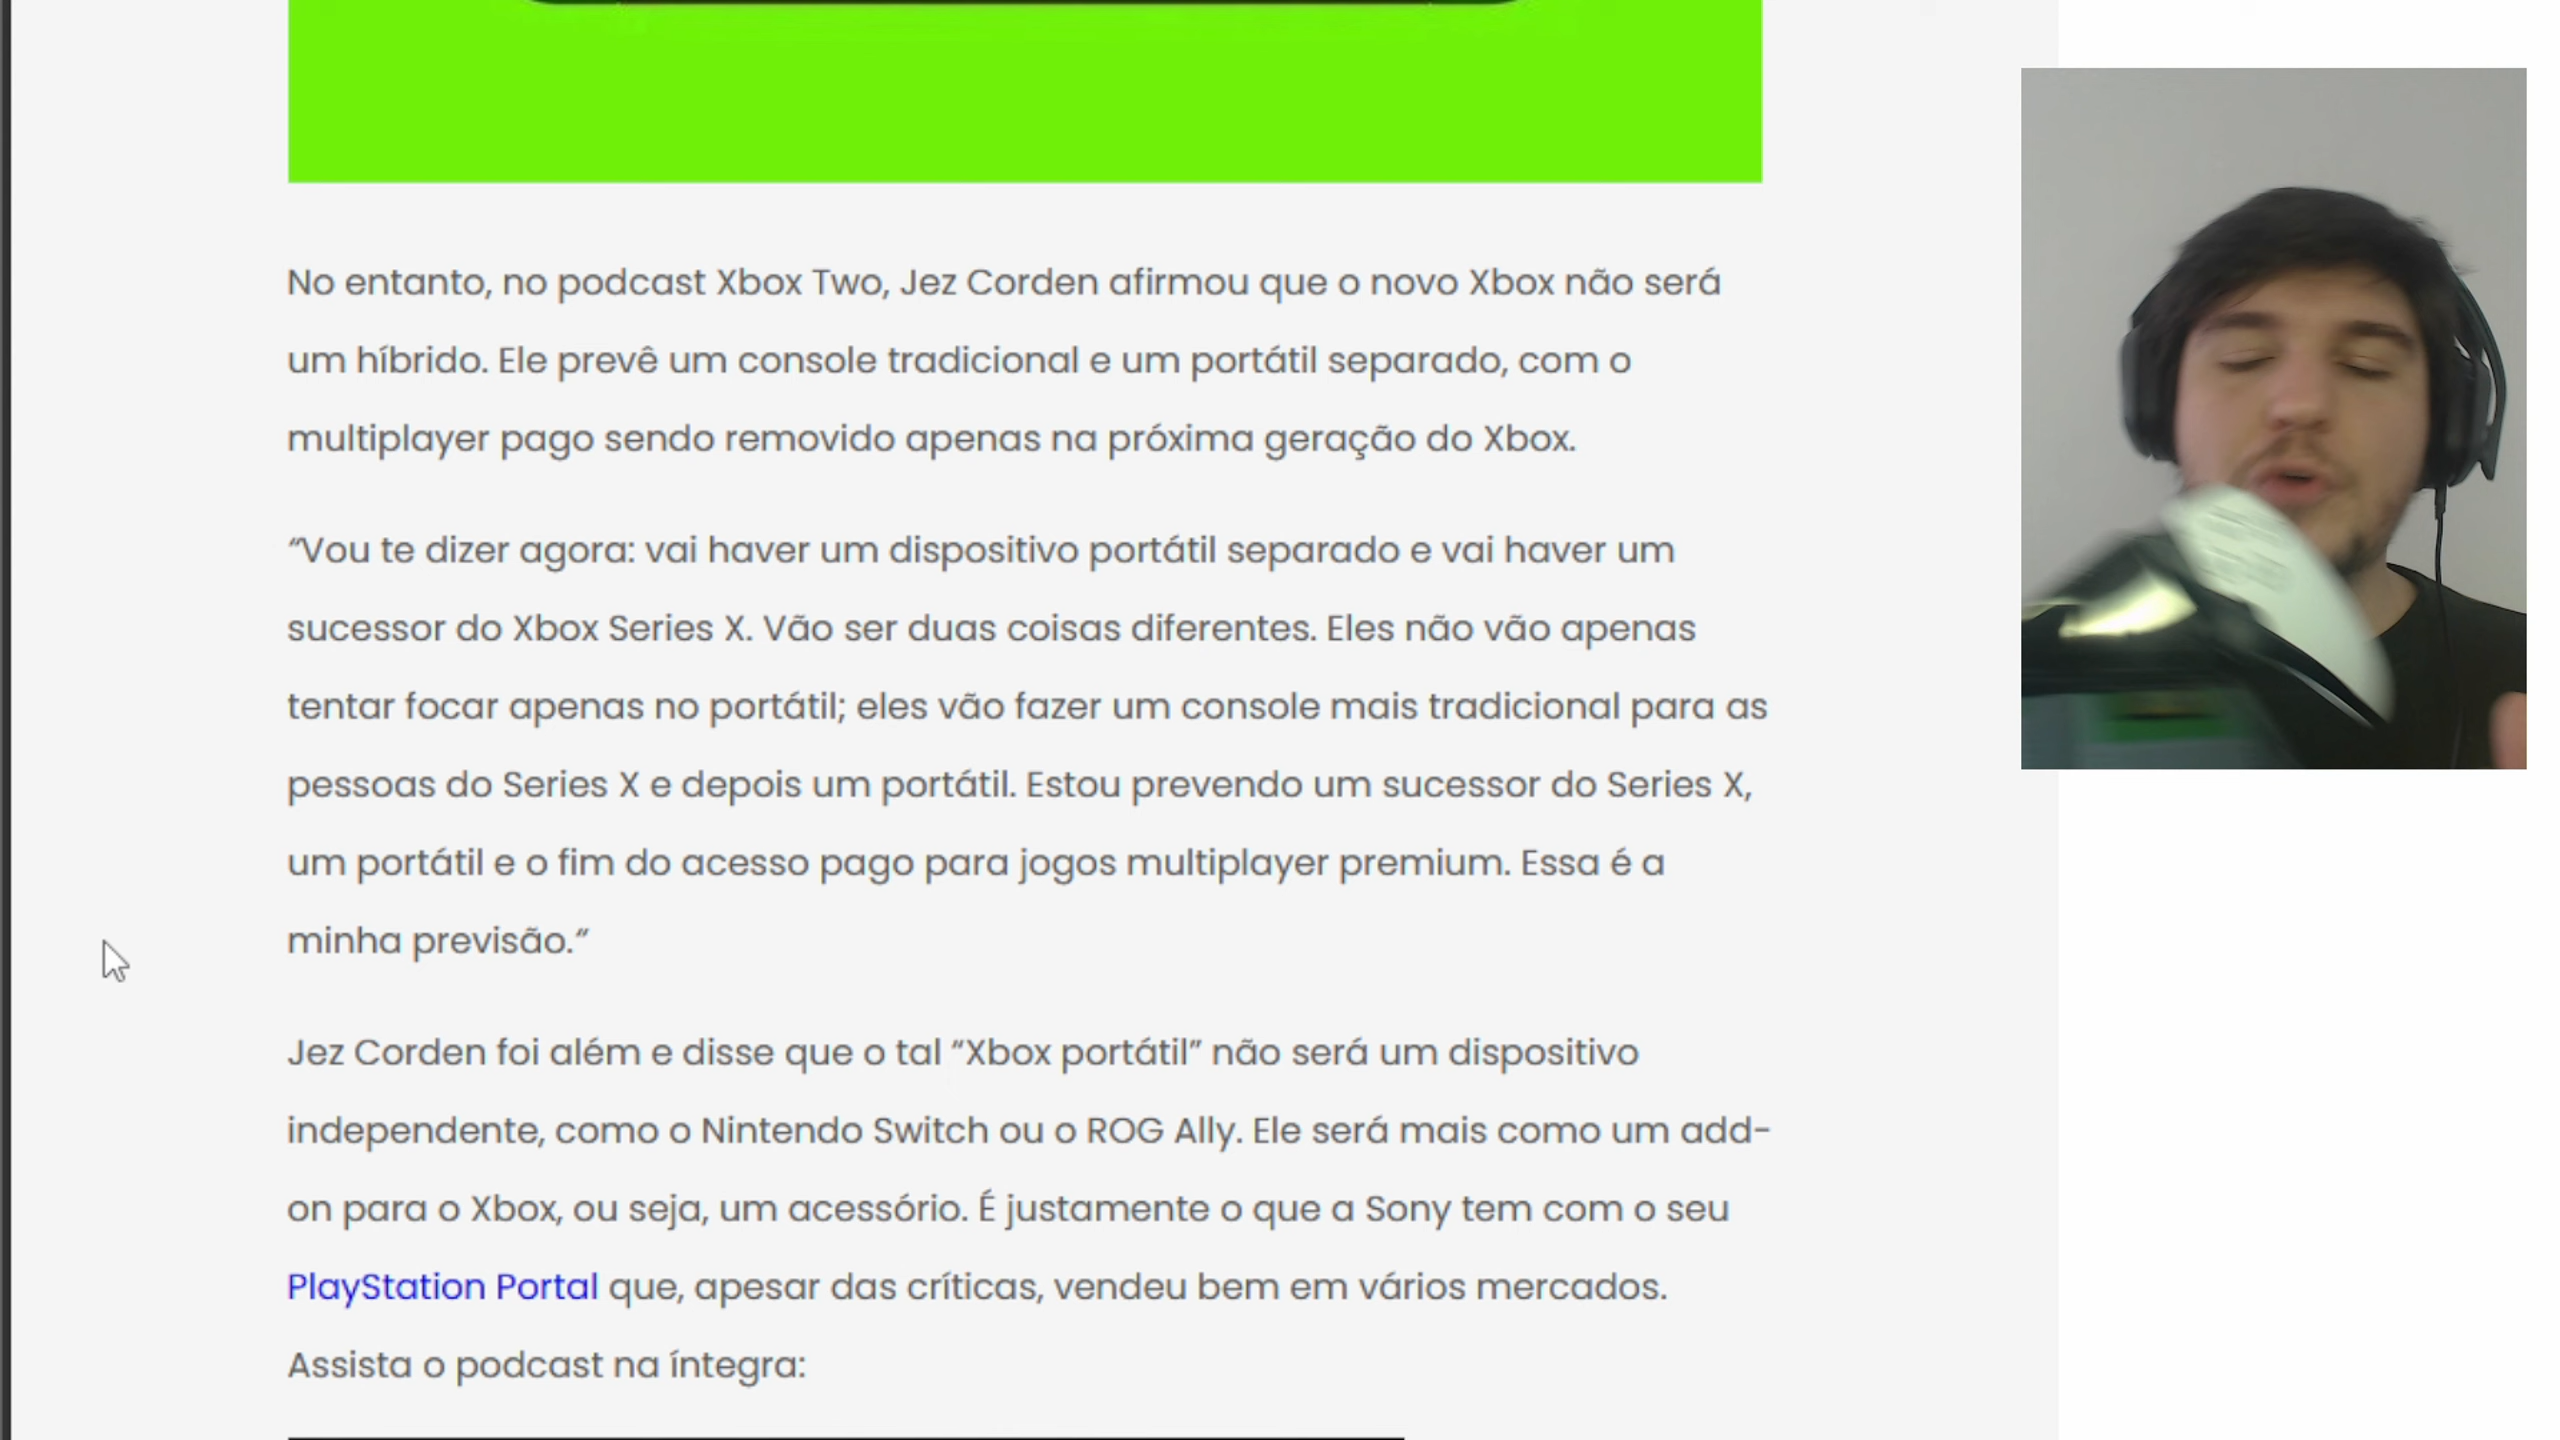 No entanto, no podcast Xbox Two, Jez Corden afirmou que o novo Xbox não será
um híbrido. Ele prevê um console tradicional e um portátil separado, com o
multiplayer pago sendo removido apenas na próxima geração do Xbox.
“Vou te dizer agora: vai haver um dispositivo portátil separado e vai haver um
sucessor do Xbox Series X. Vão ser duas coisas diferentes. Eles não vão apenas
tentar focar apenas no portátil; eles vão fazer um console mais tradicional para as
pessoas do Series X e depois um portátil. Estou prevendo um sucessor do Series X,
um portátil e o fim do acesso pago para jogos multiplayer premium. Essa é a
minha previsão.”
Jez Corden foi além e disse que o tal “Xbox portátil” não será um dispositivo
independente, como o Nintendo Switch ou o ROG Ally. Ele será mais como um add-
on para o Xbox, ou seja, um acessório. É justamente o que a Sony tem com o seu
PlayStation Portal que, apesar das críticas, vendeu bem em vários mercados.
Assista o podcast na íntegra: